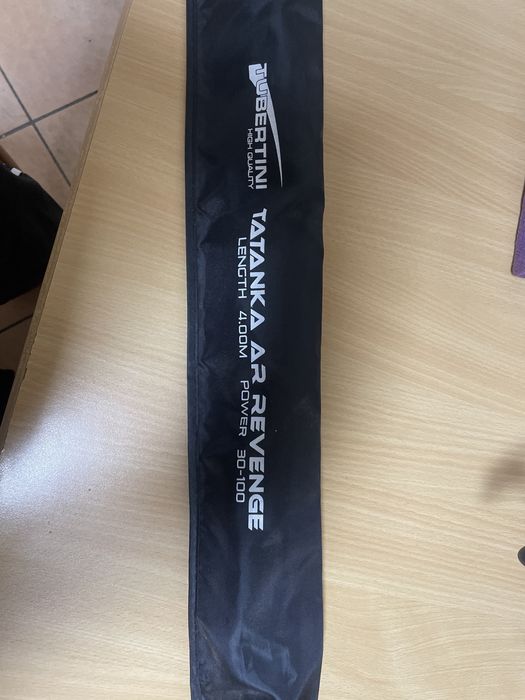 TUBERTINI
HIGH QUALITY
TATANKA AR REVENGE
LENGTH 4.00M POWER 30-100